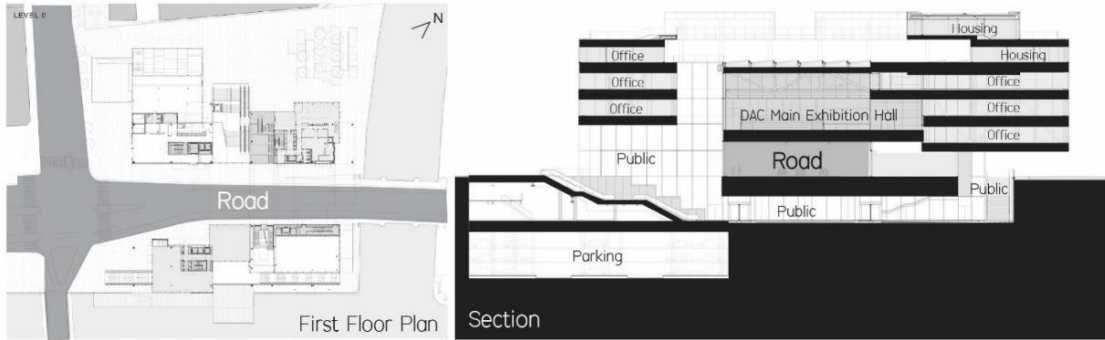 LEVEL 0
N
Road
First Floor Plan
Housing
Office
Housing
Office
Office
Office
DAC Main Exhibition Hall
Office
Office
Public
Road
Public
Public
Parking
Section